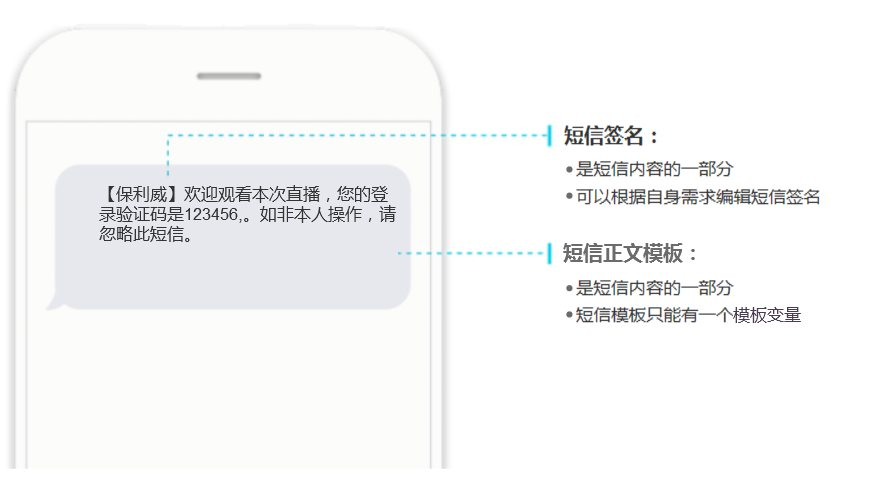 【保利威】欢迎观看本次直播，您的登
录验证码是123456,。如非本人操作，请
忽略此短信。
短信签名：
●是短信内容的一部分
●可以根据自身需求编辑短信签名
短信正文模板：
●是短信内容的一部分
●短信模板只能有一个模板变量